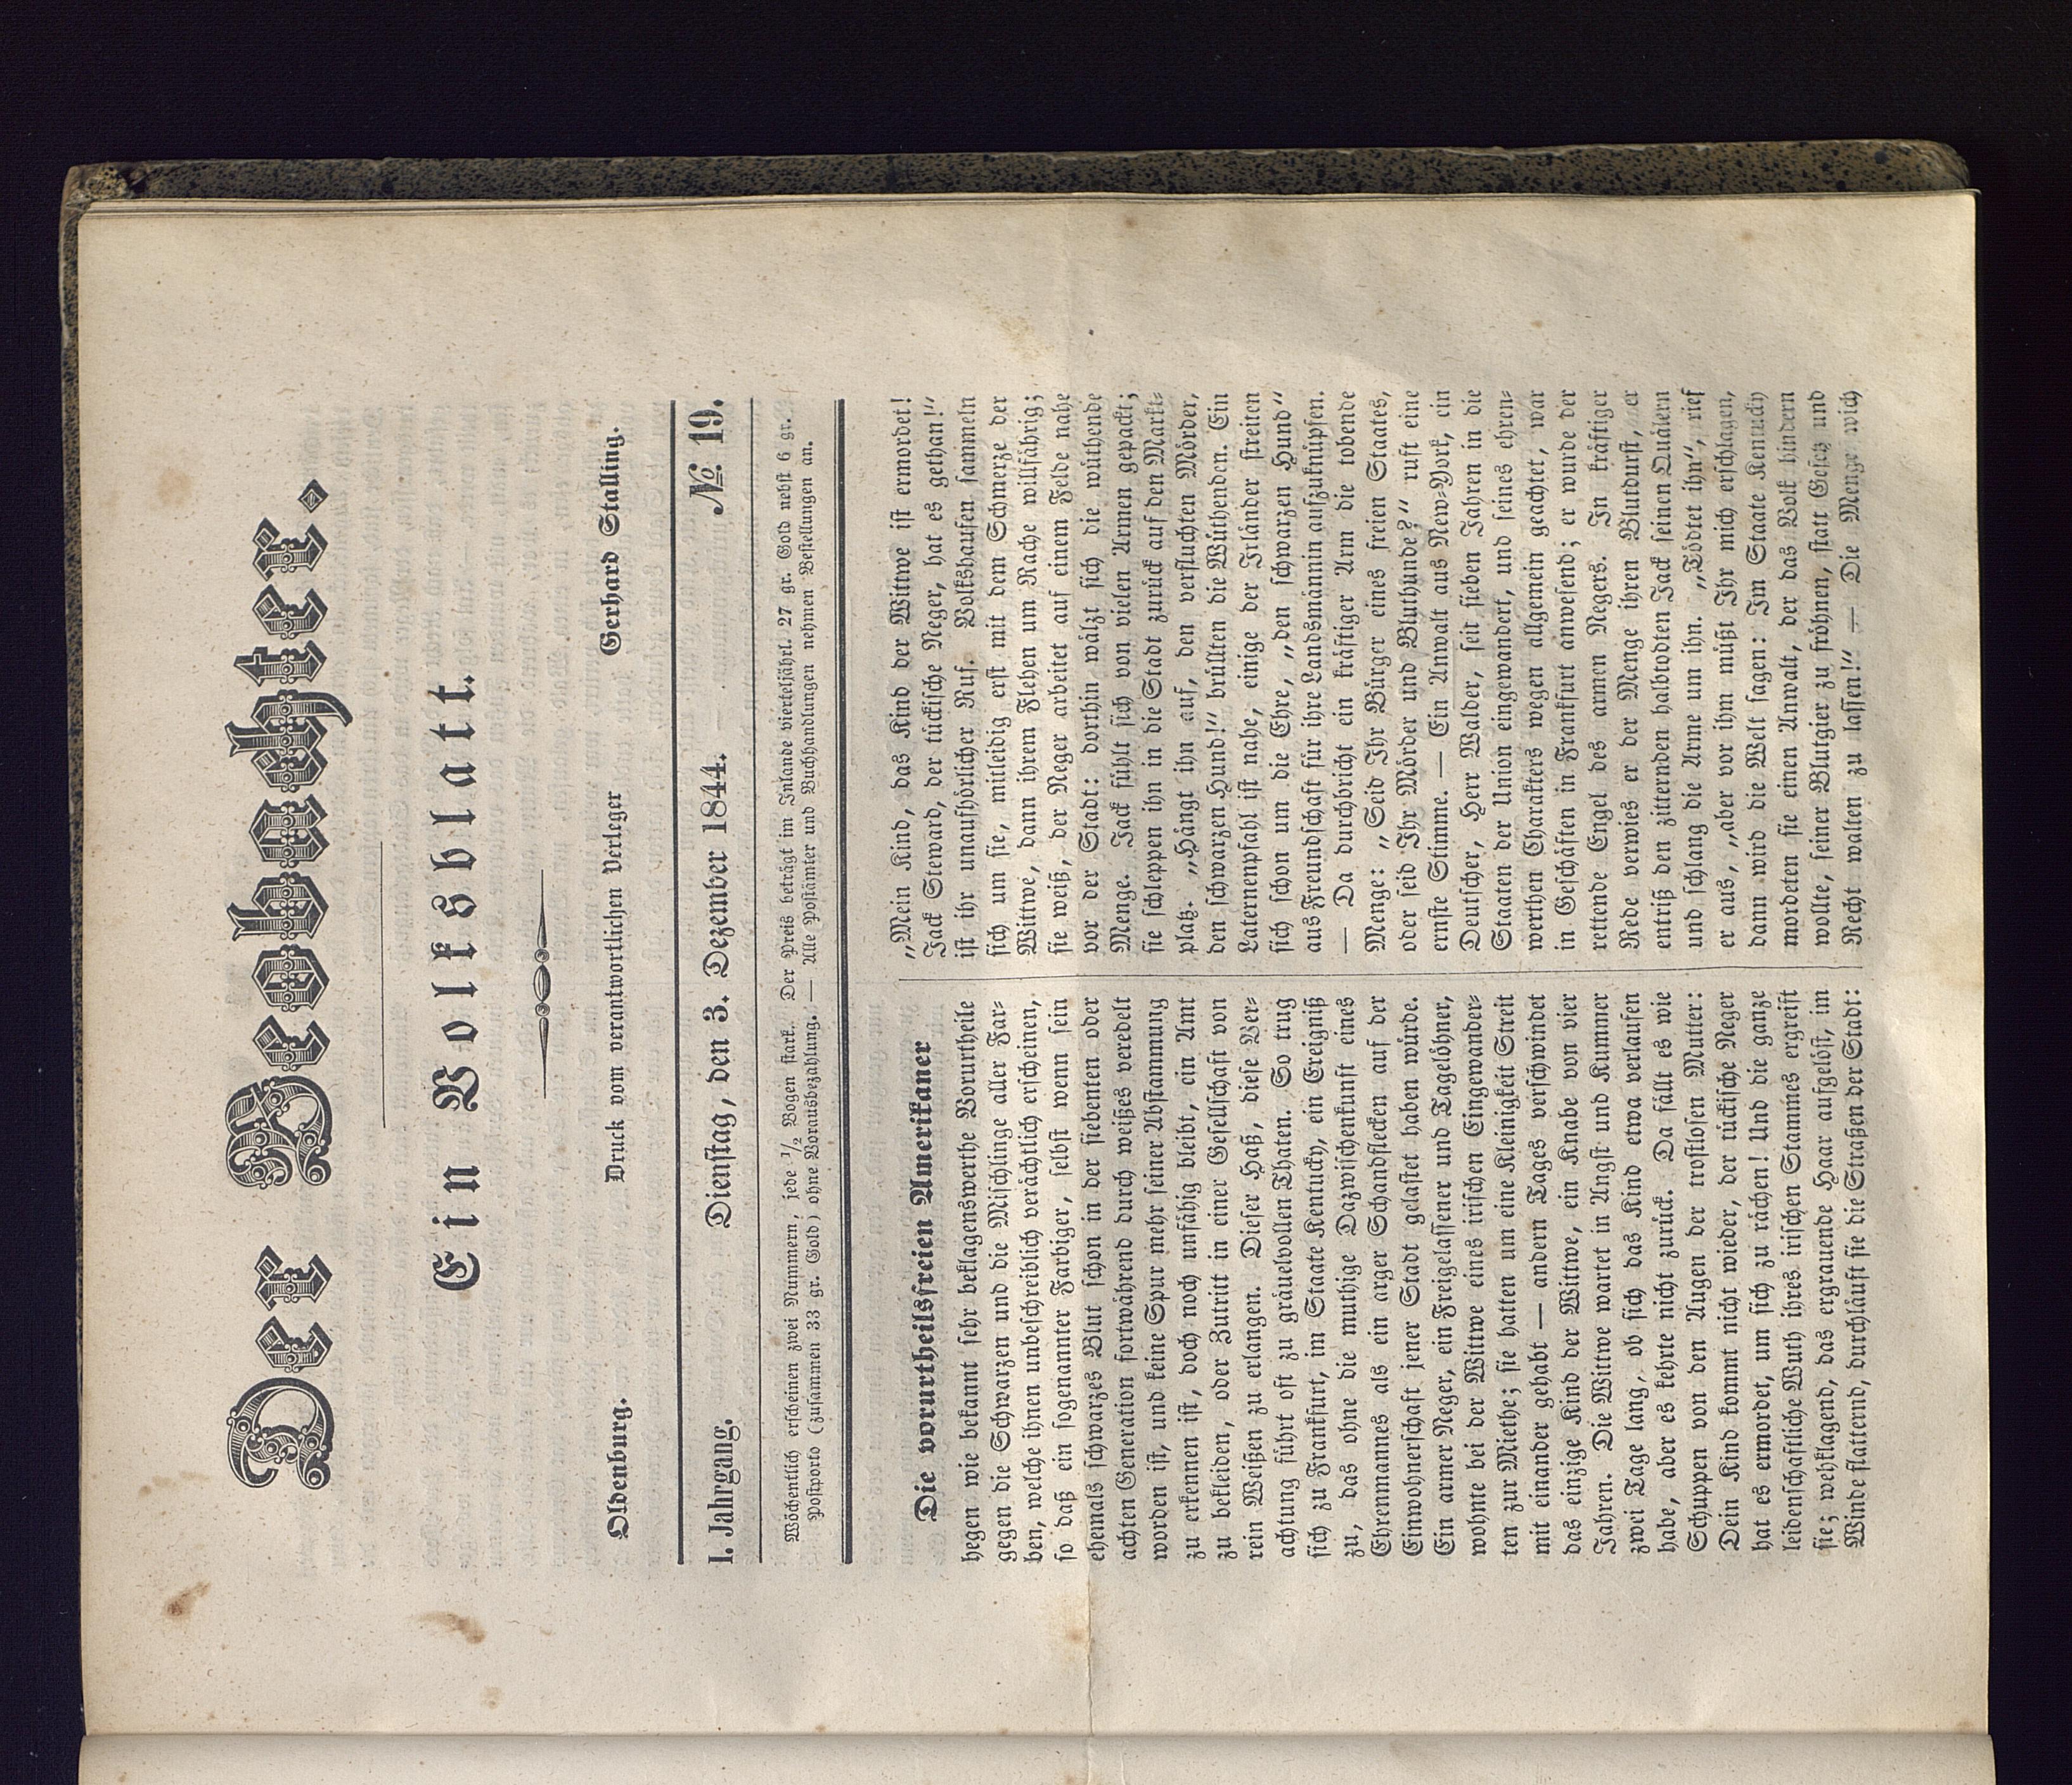 Der Beobachter.
Ein Volksblatt.
Oldenburg. Druck vom verantwortlichen Verleger Gerhard Stalling.
I. Jahrgang. Dienstag, den 3. Dezember 1844. № 19.
Wöchentlich erscheinen zwei Nummern, jede 1/2 Bogen stark. Der Preis beträgt im Inlande vierteljährl. 27 gr. Gold nebst 6 gr.
Postporto (zusammen 33 gr. Gold) ohne Vorausbezahlung. — Alle Postämter und Buchhandlungen nehmen Bestellungen an.
Die vorurtheilsfreien Amerikaner
hegen wie bekannt sehr beklagenswerthe Vorurtheile
gegen die Schwarzen und die Mischlinge aller Far-
ben, welche ihnen unbeschreiblich verächtlich erscheinen,
so daß ein sogenannter Farbiger, selbst wenn sein
ehemals schwarzes Blut schon in der siebenten oder
achten Generation fortwährend durch weißes veredelt
worden ist, und keine Spur mehr seiner Abstammung
zu erkennen ist, doch noch unfähig bleibt, ein Amt
zu bekleiden, oder Zutritt in einer Gesellschaft von
rein Weißen zu erlangen. Dieser Haß, diese Ver-
achtung führt oft zu gräuelvollen Thaten. So trug
sich zu Frankfurt, im Staate Kentucky, ein Ereigniß
zu, das ohne die muthige Dazwischenkunft eines
Ehrenmannes als ein arger Schandflecken auf der
Einwohnerschaft jener Stadt gelastet haben würde.
Ein armer Neger, ein Freigelassener und Tagelöhner,
wohnte bei der Wittwe eines irischen Eingewander-
ten zur Miethe; sie hatten um eine Kleinigkeit Streit
mit einander gehabt — andern Tages verschwindet
das einzige Kind der Wittwe, ein Knabe von vier
Jahren. Die Wittwe wartet in Angst und Kummer
zwei Tage lang, ob sich das Kind etwa verlaufen
habe, aber es kehrte nicht zurück. Da fällt es wie
Schuppen von den Augen der trostlosen Mutter:
Dein Kind kommt nicht wieder, der tückische Neger
hat es ermordet, um sich zu rächen! Und die ganze
leidenschaftliche Wuth ihres irischen Stammes ergreift
sie; wehklagend, das ergrauende Haar aufgelöst, im
Winde flatternd, durchläuft sie die Straßen der Stadt:
„Mein Kind, das Kind der Wittwe ist ermordet!
Jack Steward, der tückische Neger, hat es gethan!“
ist ihr unaufhörlicher Ruf. Volkshaufen sammeln
sich um sie, mitleidig erst mit dem Schmerze der
Wittwe, dann ihrem Flehen um Rache willfährig;
sie weiß, der Neger arbeitet auf einem Felde nahe
vor der Stadt: dorthin wälzt sich die wüthende
Menge. Jack fühlt sich von vielen Armen gepackt;
sie schleppen ihn in die Stadt zurück auf den Markt-
platz. „Hängt ihn auf, den verfluchten Mörder,
den schwarzen Hund!“ brüllten die Wüthenden. Ein
Laternenpfahl ist nahe, einige der Irländer streiten
sich schon um die Ehre, „den schwarzen Hund“
aus Freundschaft für ihre Landsmännin aufzuknüpfen.
— Da durchbricht ein kräftiger Arm die tobende
Menge: „Seid Ihr Bürger eines freien Staates,
oder seid Ihr Mörder und Bluthunde?“ ruft eine
ernste Stimme. — Ein Anwalt aus New-York, ein
Deutscher, Herr Walder, seit sieben Jahren in die
Staaten der Union eingewandert, und seines ehren-
werthen Charakters wegen allgemein geachtet, war
in Geschäften in Frankfurt anwesend; er wurde der
rettende Engel des armen Negers. In kräftiger
Rede verwies er der Menge ihren Blutdurst, er
entriß den zitternden halbtodten Jack seinen Quälern
und schlang die Arme um ihn. „Tödtet ihn“, rief
er aus, „aber vor ihm müßt Ihr mich erschlagen,
dann wird die Welt sagen: Im Staate Kentucky
mordeten sie einen Anwalt, der das Volk hindern
wollte, seiner Blutgier zu fröhnen, statt Gesetz und
Recht walten zu lassen!“ — Die Menge wich